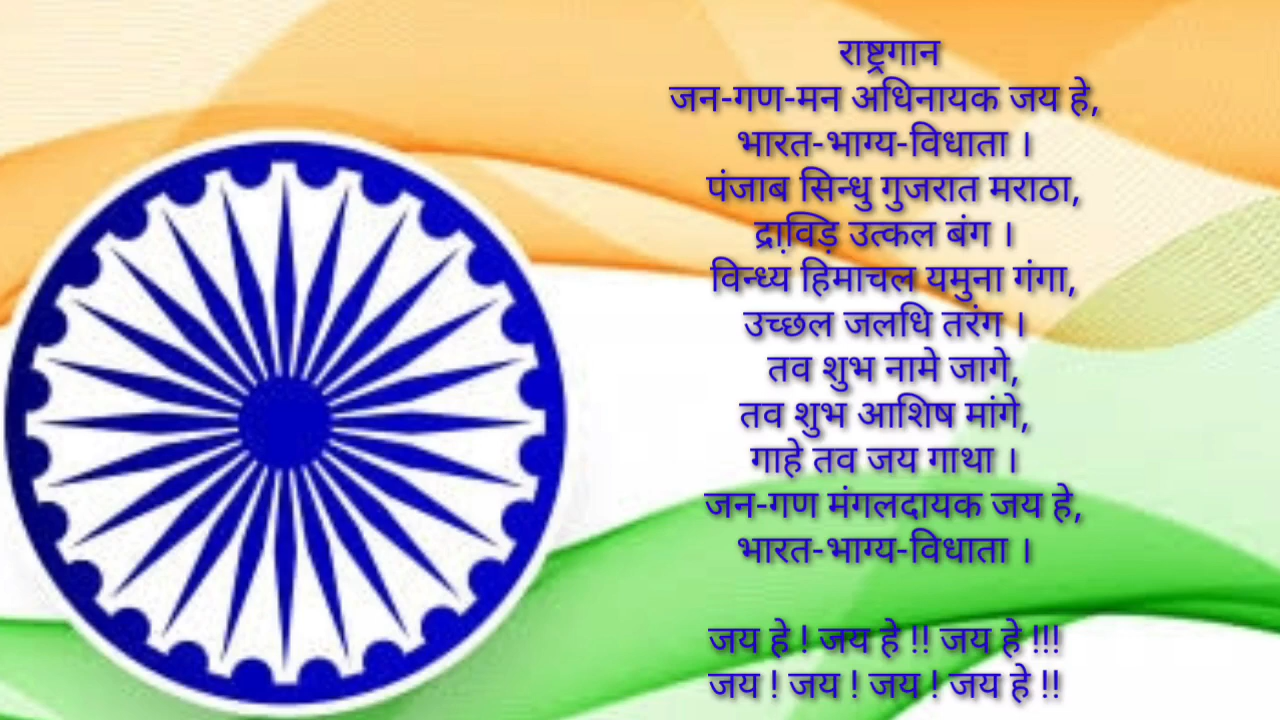 राष्ट्रगान
जन-गण-मन अधिनायक जय हे,
भारत-भाग्य-विधाता ।
पंजाब सिन्धु गुजरात मराठा,
द्रा़विड़ उत्कल बंग ।
विन्ध्य हिमाचल यमुना गंगा,
उच्छल जलधि तरंग ।
तव शुभ नामे जागे,
तव शुभ आशिष मांगे,
गाहे तव जय गाथा ।
जन-गण मंगलदायक जय हे,
भारत-भाग्य-विधाता ।
जय हे ! जय हे !! जय हे !!!
जय ! जय ! जय ! जय हे !!